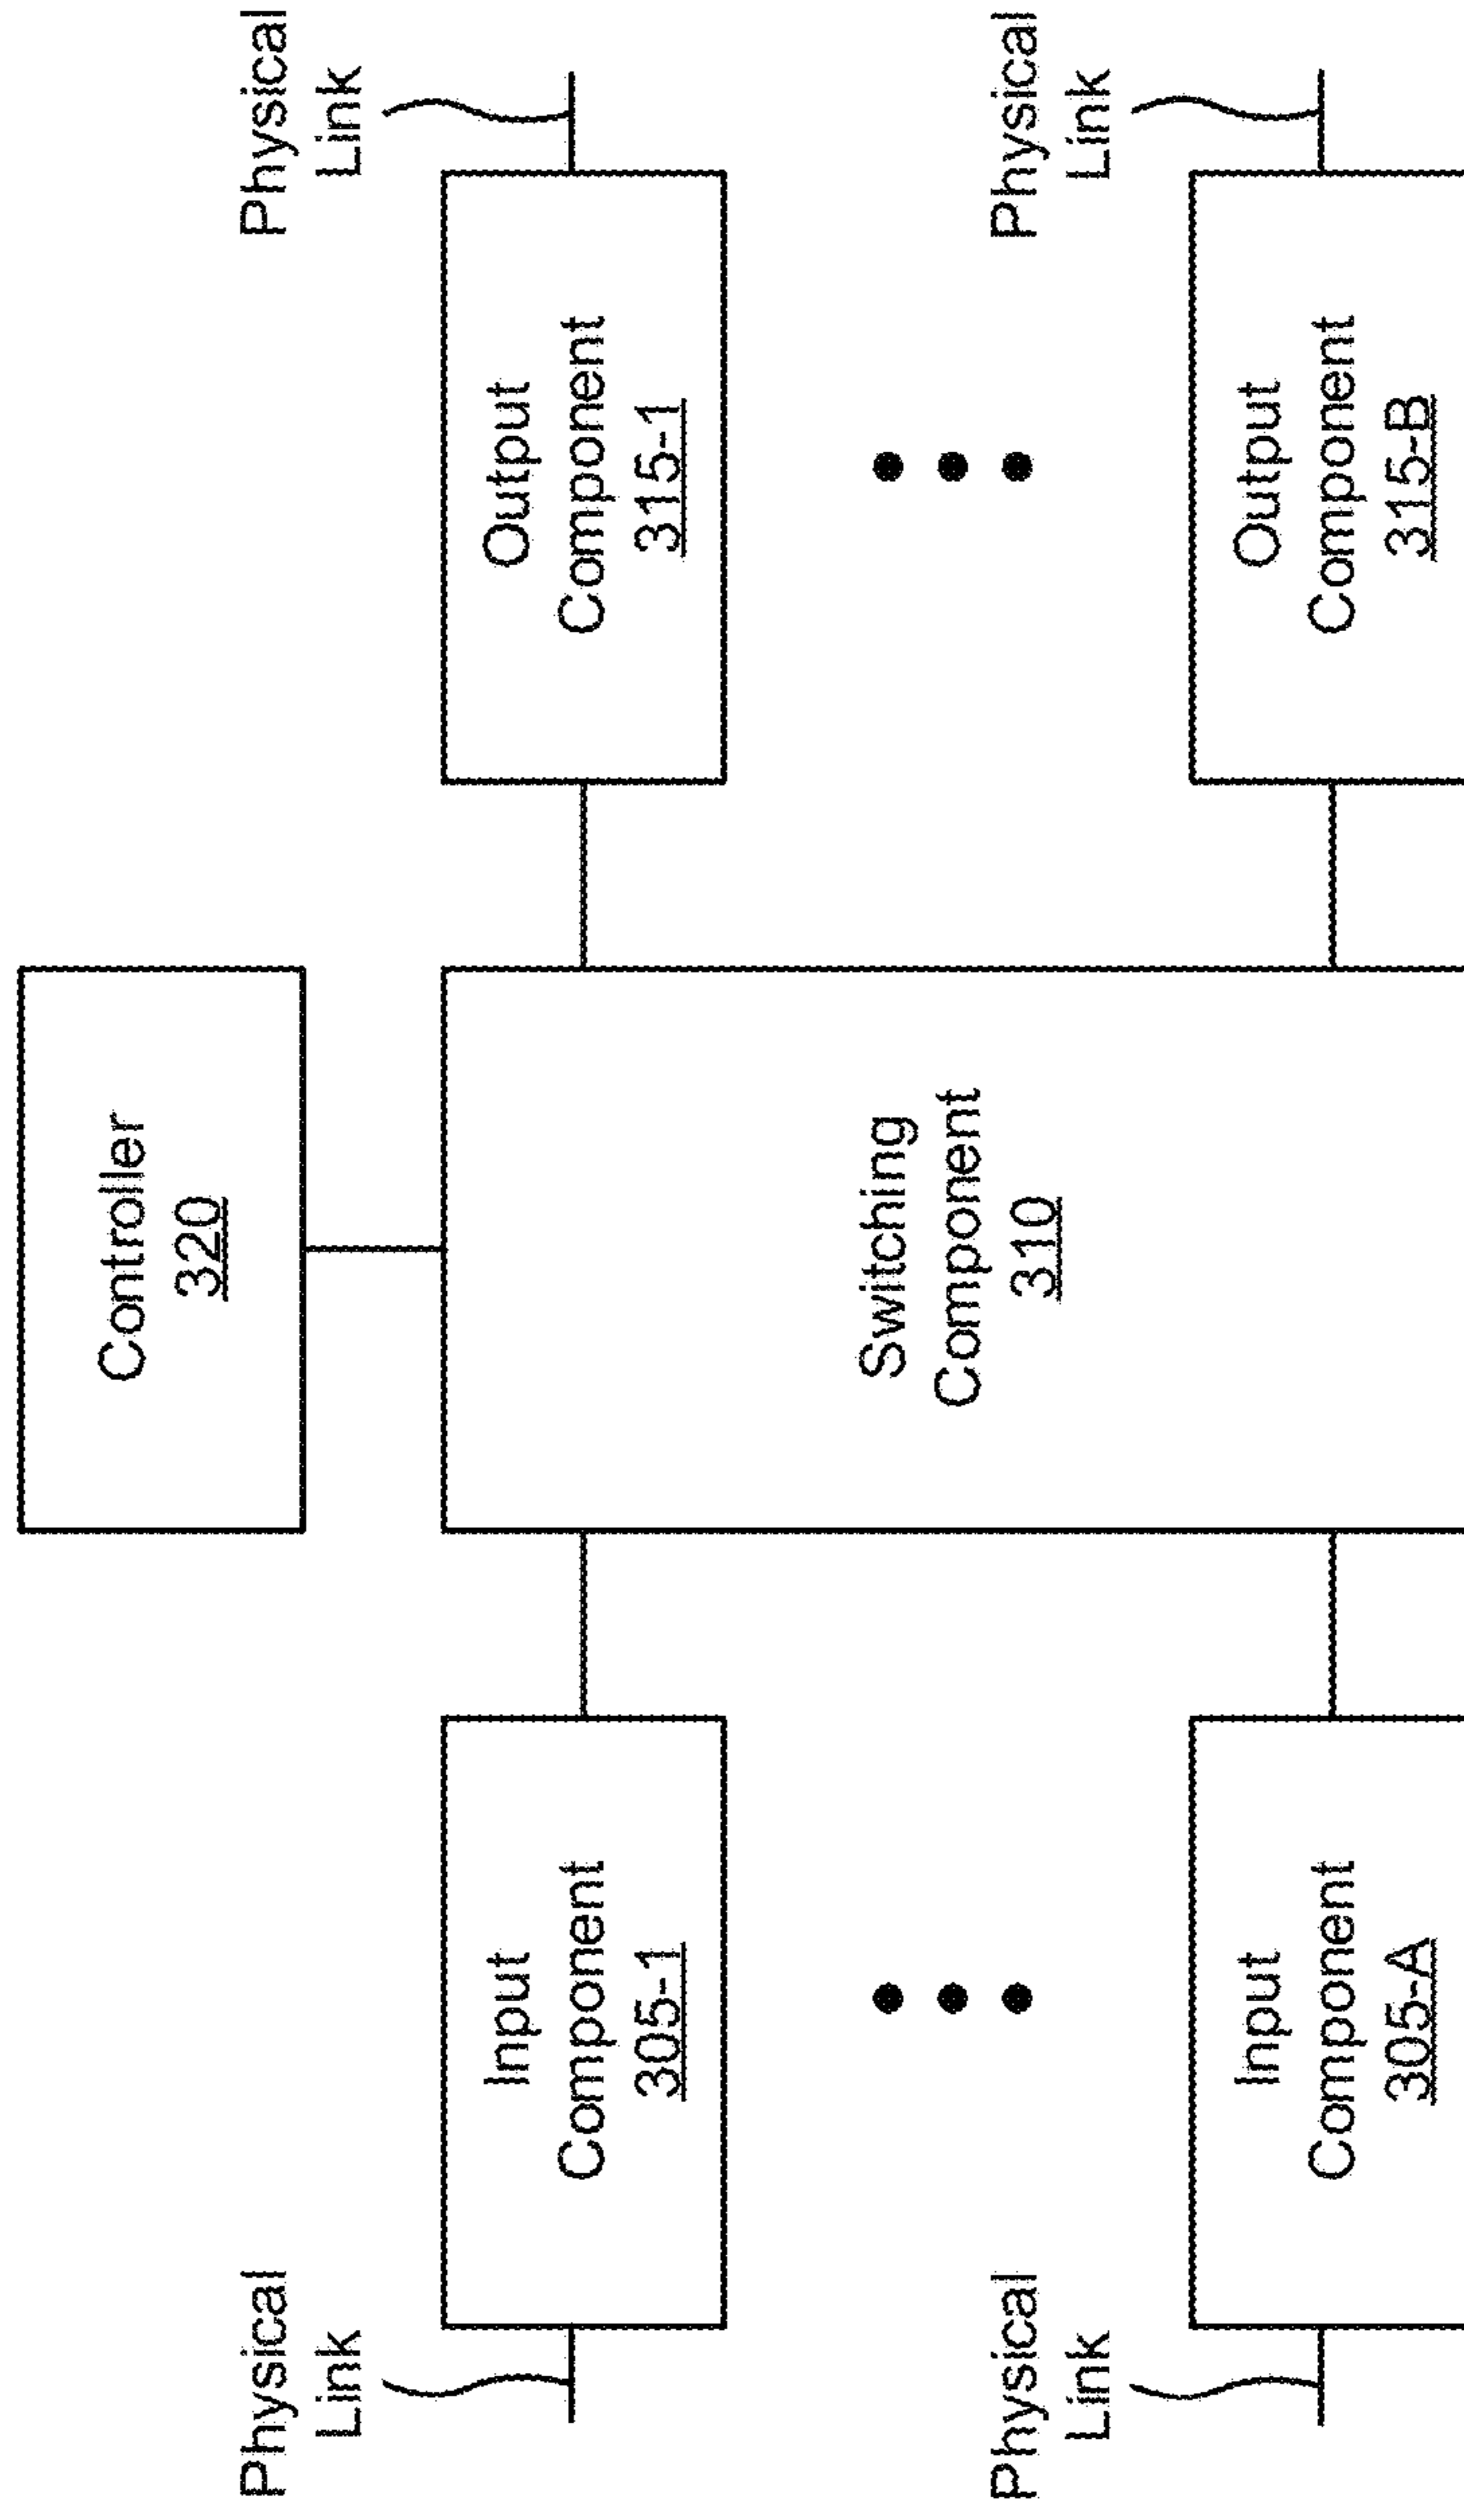 Controller
320
Physical
Link
Input
Component
305-1
Switching
Component
310
Output
Component
315-1
Physical
Link
Physical
Link
Input
Component
305-A
Output
Component
315-B
Physical
Link